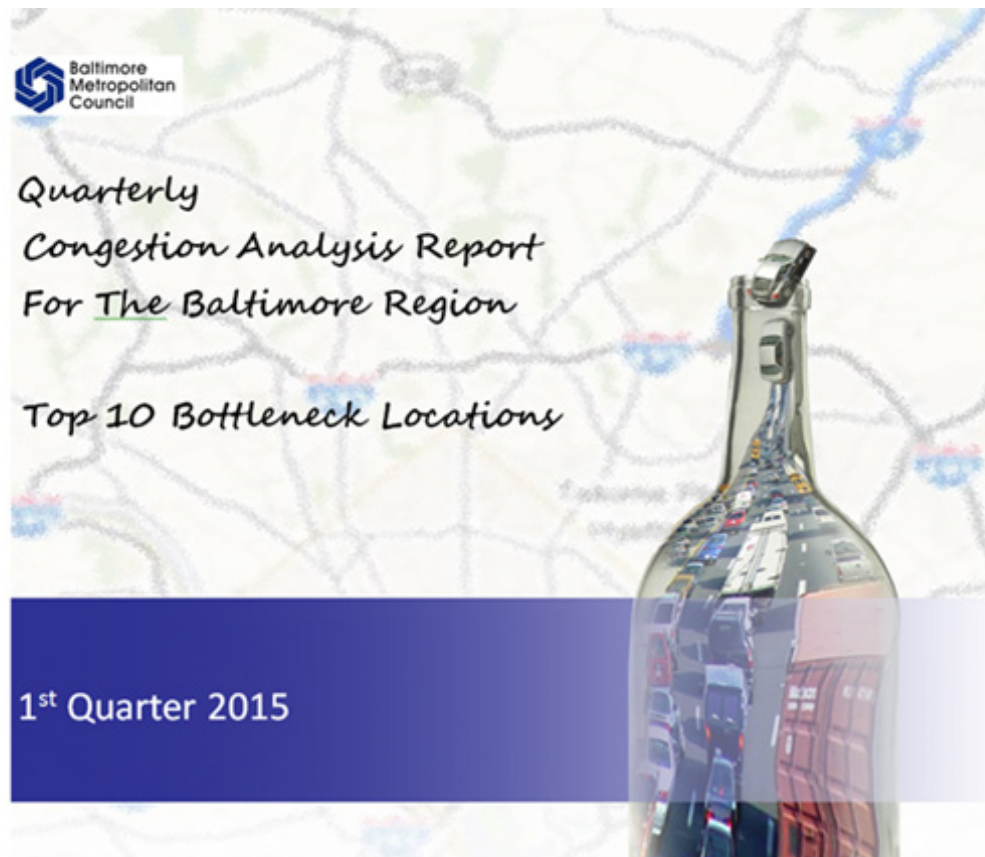 Baltimore
Metropolitan
Council
Quarterly
Congestion Analysis Report
For The Baltimore Region
Top 10 Bottleneck Locations
1st Quarter 2015